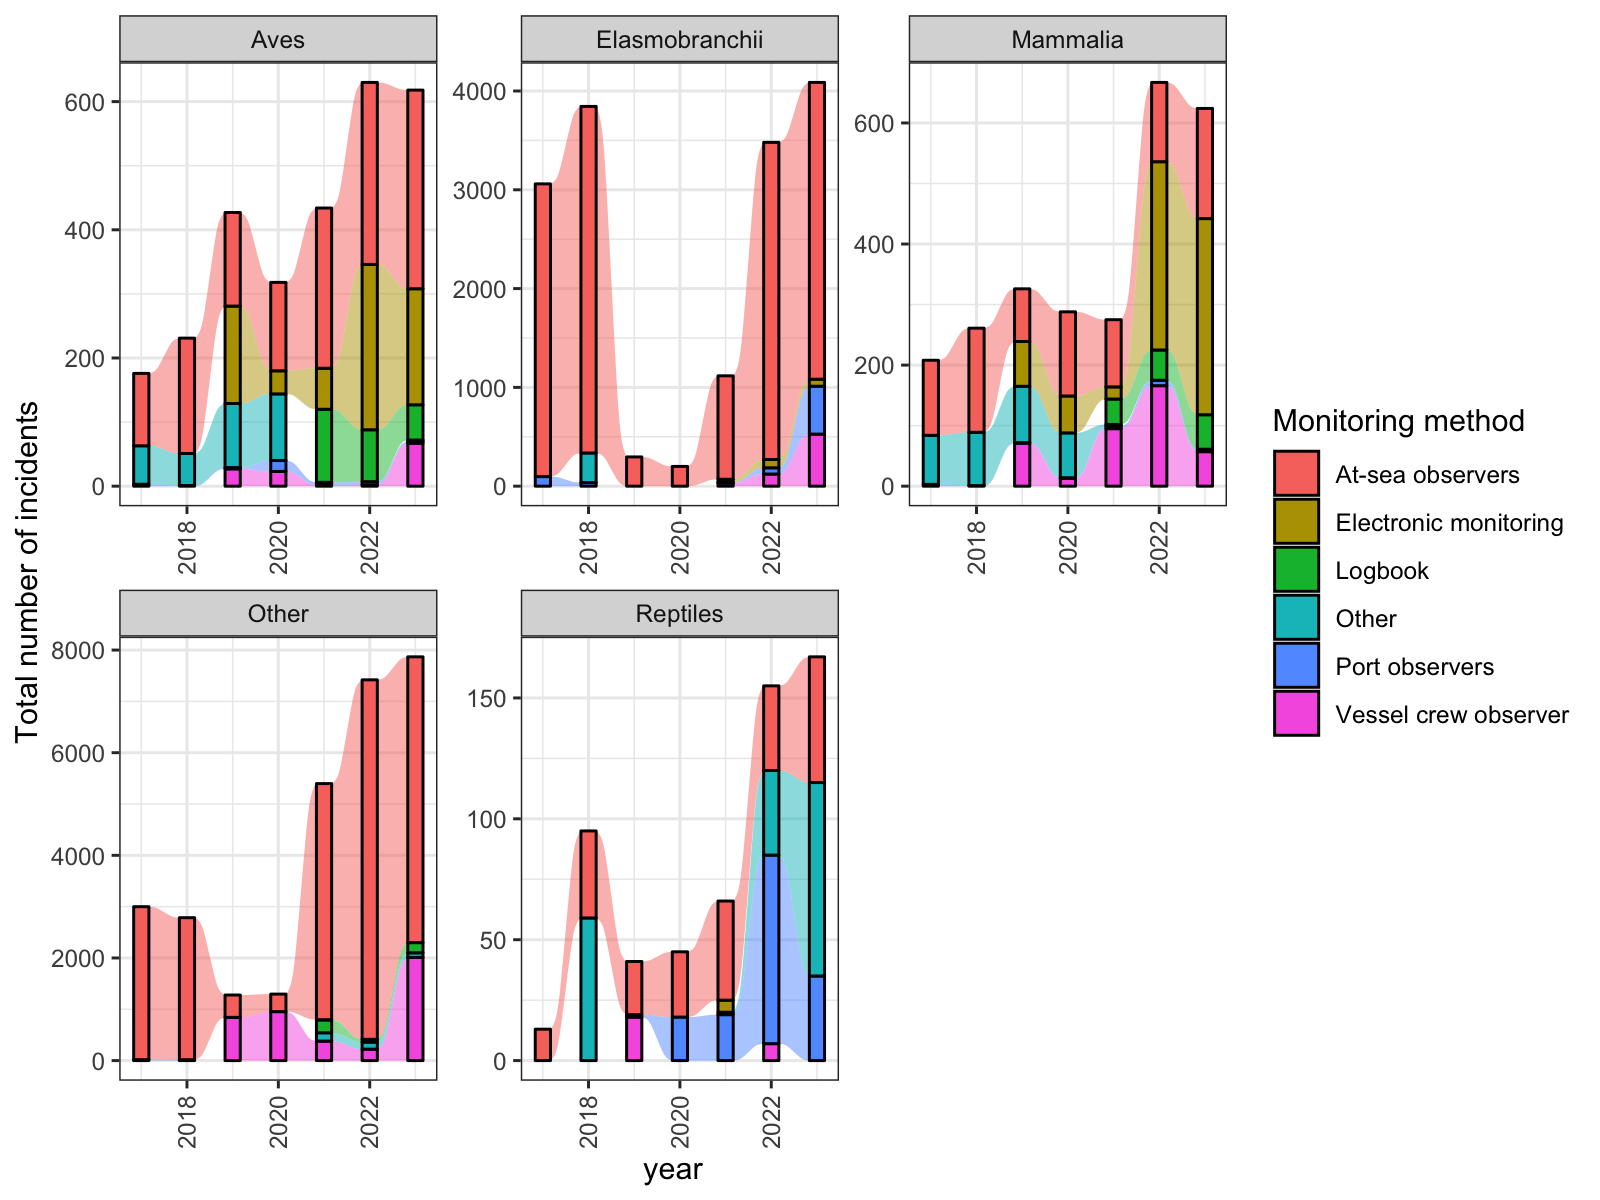 Aves
Elasmobranchii
Mammalia
600
400
200
0
4000
3000
2000
1000
0
600
400
200
0
2018
2020
2022
2018
2020
2022
2018
2020
2022
Total number of incidents
Other
Reptiles
8000
6000
4000
2000
0
150
100
50
0
2018
2020
2022
2018
2020
2022
year
Monitoring method
At-sea observers
Electronic monitoring
Logbook
Other
Port observers
Vessel crew observer